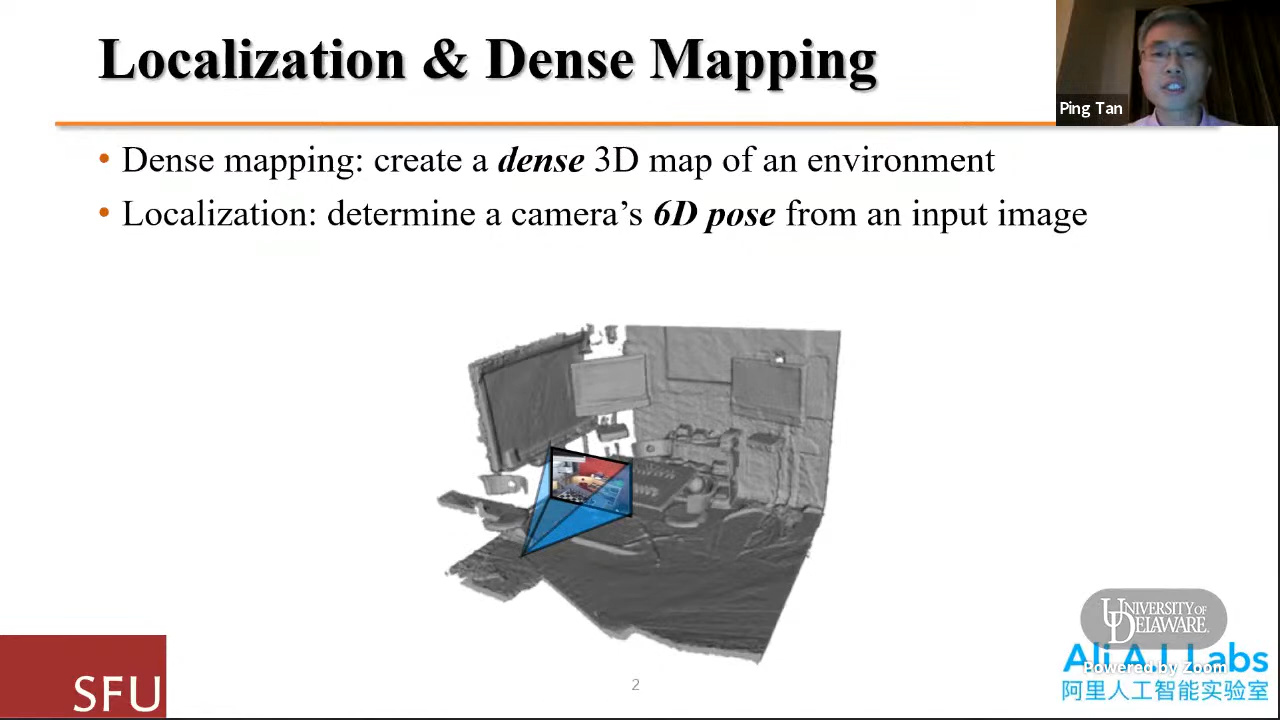 Localization & Dense Mapping
Ping Tan
• Dense mapping: create a dense 3D map of an environment
• Localization: determine a camera’s 6D pose from an input image
UNIVERSITY OF
DELAWARE.
Ali A.I. Labs
Powered by Zoom
阿里人工智能实验室
SFU
2